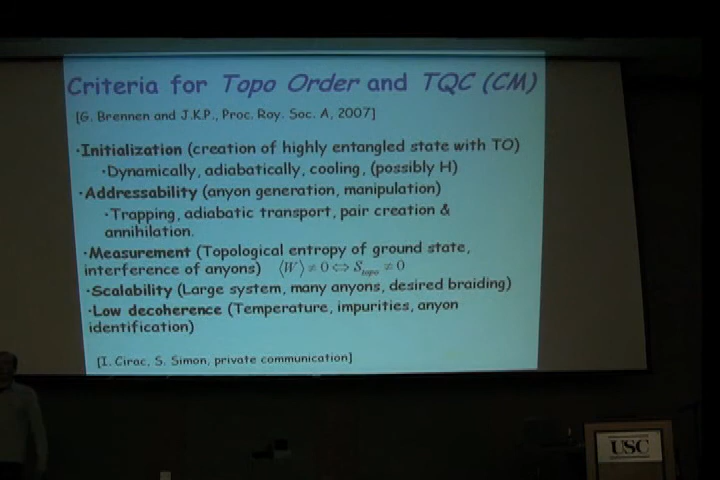 Criteria for Topo Order and TQC (CM)
[G. Brennen and J.K.P., Proc. Roy. Soc. A, 2007]
·Initialization (creation of highly entangled state with TO)
·Dynamically, adiabatically, cooling, (possibly H)
·Addressability (anyon generation, manipulation)
·Trapping, adiabatic transport, pair creation &
annihilation.
·Measurement (Topological entropy of ground state,
interference of anyons) ⟨W⟩≠0⇔S_topo≠0
·Scalability (Large system, many anyons, desired braiding)
·Low decoherence (Temperature, impurities, anyon
identification)
[I. Cirac, S. Simon, private communication]
USC